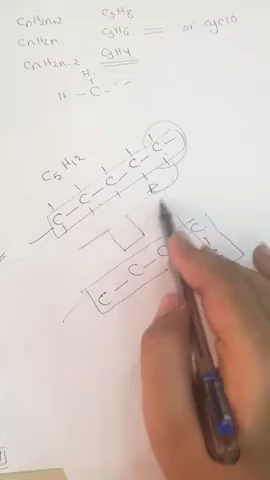 CnH2n+2 C3H8
CnH2n C3H6 = or cyclo
CnH2n-2 C3H4
H
H - C - - -
C5H12
C - C - C - C - C -
R
C - C - C - C